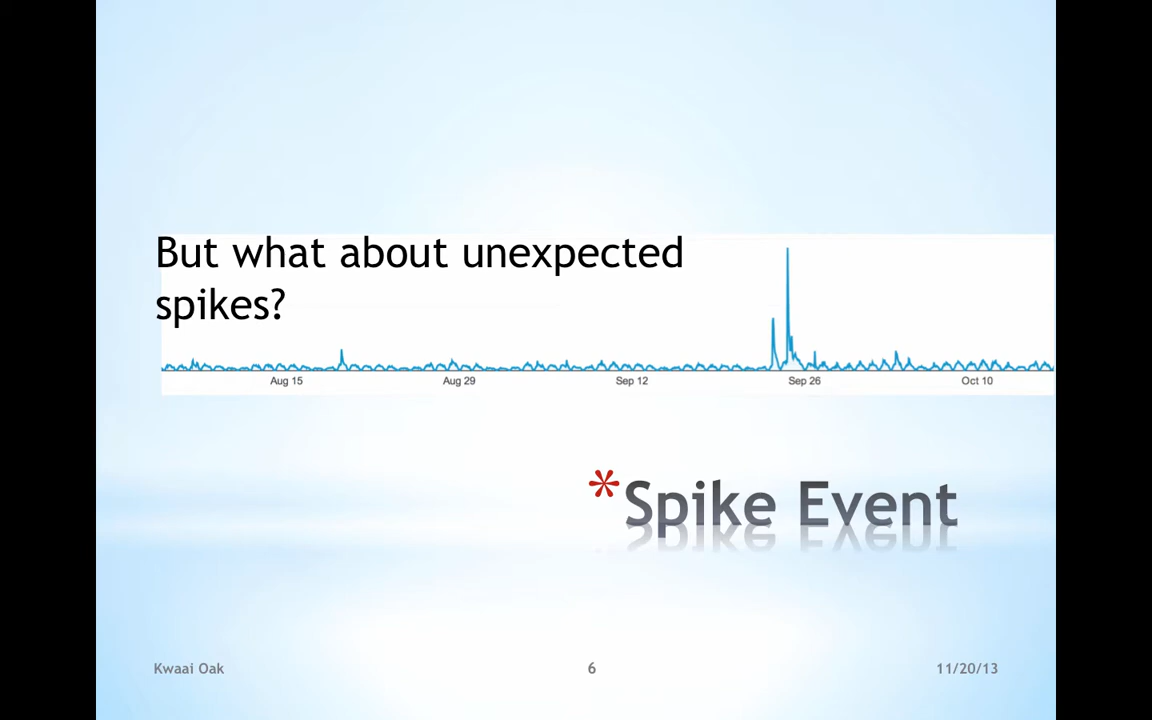 But what about unexpected
spikes?
Aug 15 Aug 29 Sep 12 Sep 26 Oct 10
*Spike Event
Kwaai Oak 6 11/20/13